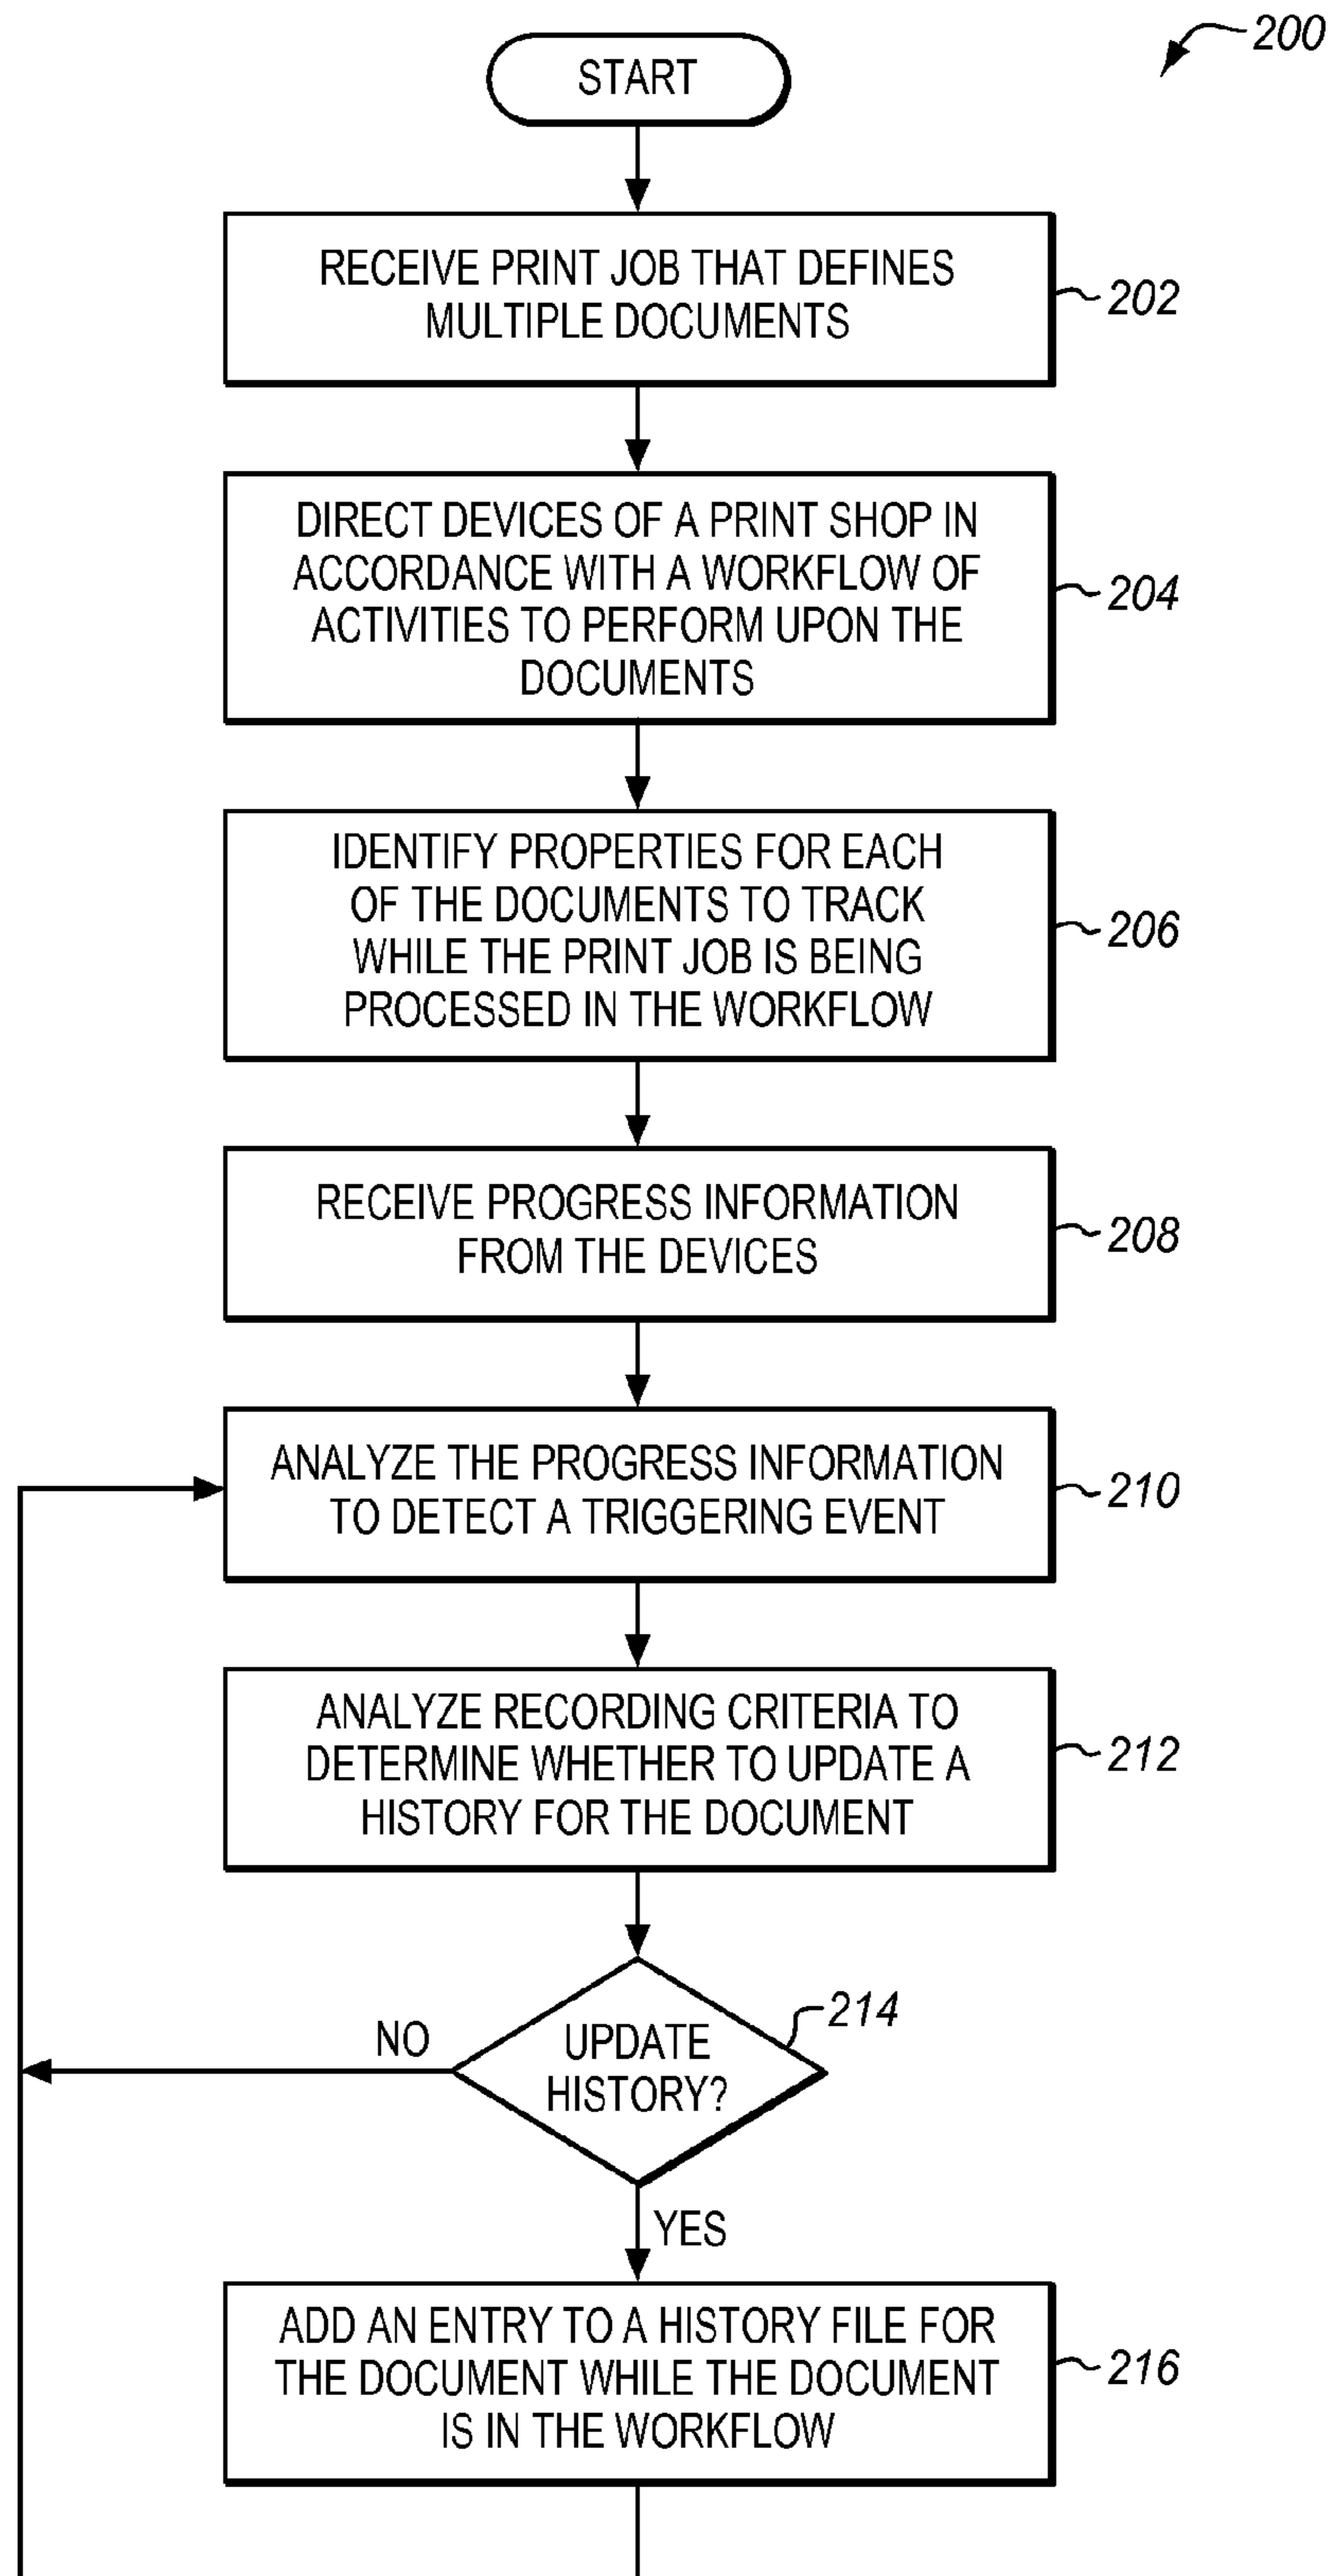 200
START
RECEIVE PRINT JOB THAT DEFINES
MULTIPLE DOCUMENTS
202
DIRECT DEVICES OF A PRINT SHOP IN
ACCORDANCE WITH A WORKFLOW OF
ACTIVITIES TO PERFORM UPON THE
DOCUMENTS
204
IDENTIFY PROPERTIES FOR EACH
OF THE DOCUMENTS TO TRACK
WHILE THE PRINT JOB IS BEING
PROCESSED IN THE WORKFLOW
206
RECEIVE PROGRESS INFORMATION
FROM THE DEVICES
208
ANALYZE THE PROGRESS INFORMATION
TO DETECT A TRIGGERING EVENT
210
ANALYZE RECORDING CRITERIA TO
DETERMINE WHETHER TO UPDATE A
HISTORY FOR THE DOCUMENT
212
UPDATE
HISTORY?
214
NO
YES
ADD AN ENTRY TO A HISTORY FILE FOR
THE DOCUMENT WHILE THE DOCUMENT
IS IN THE WORKFLOW
216